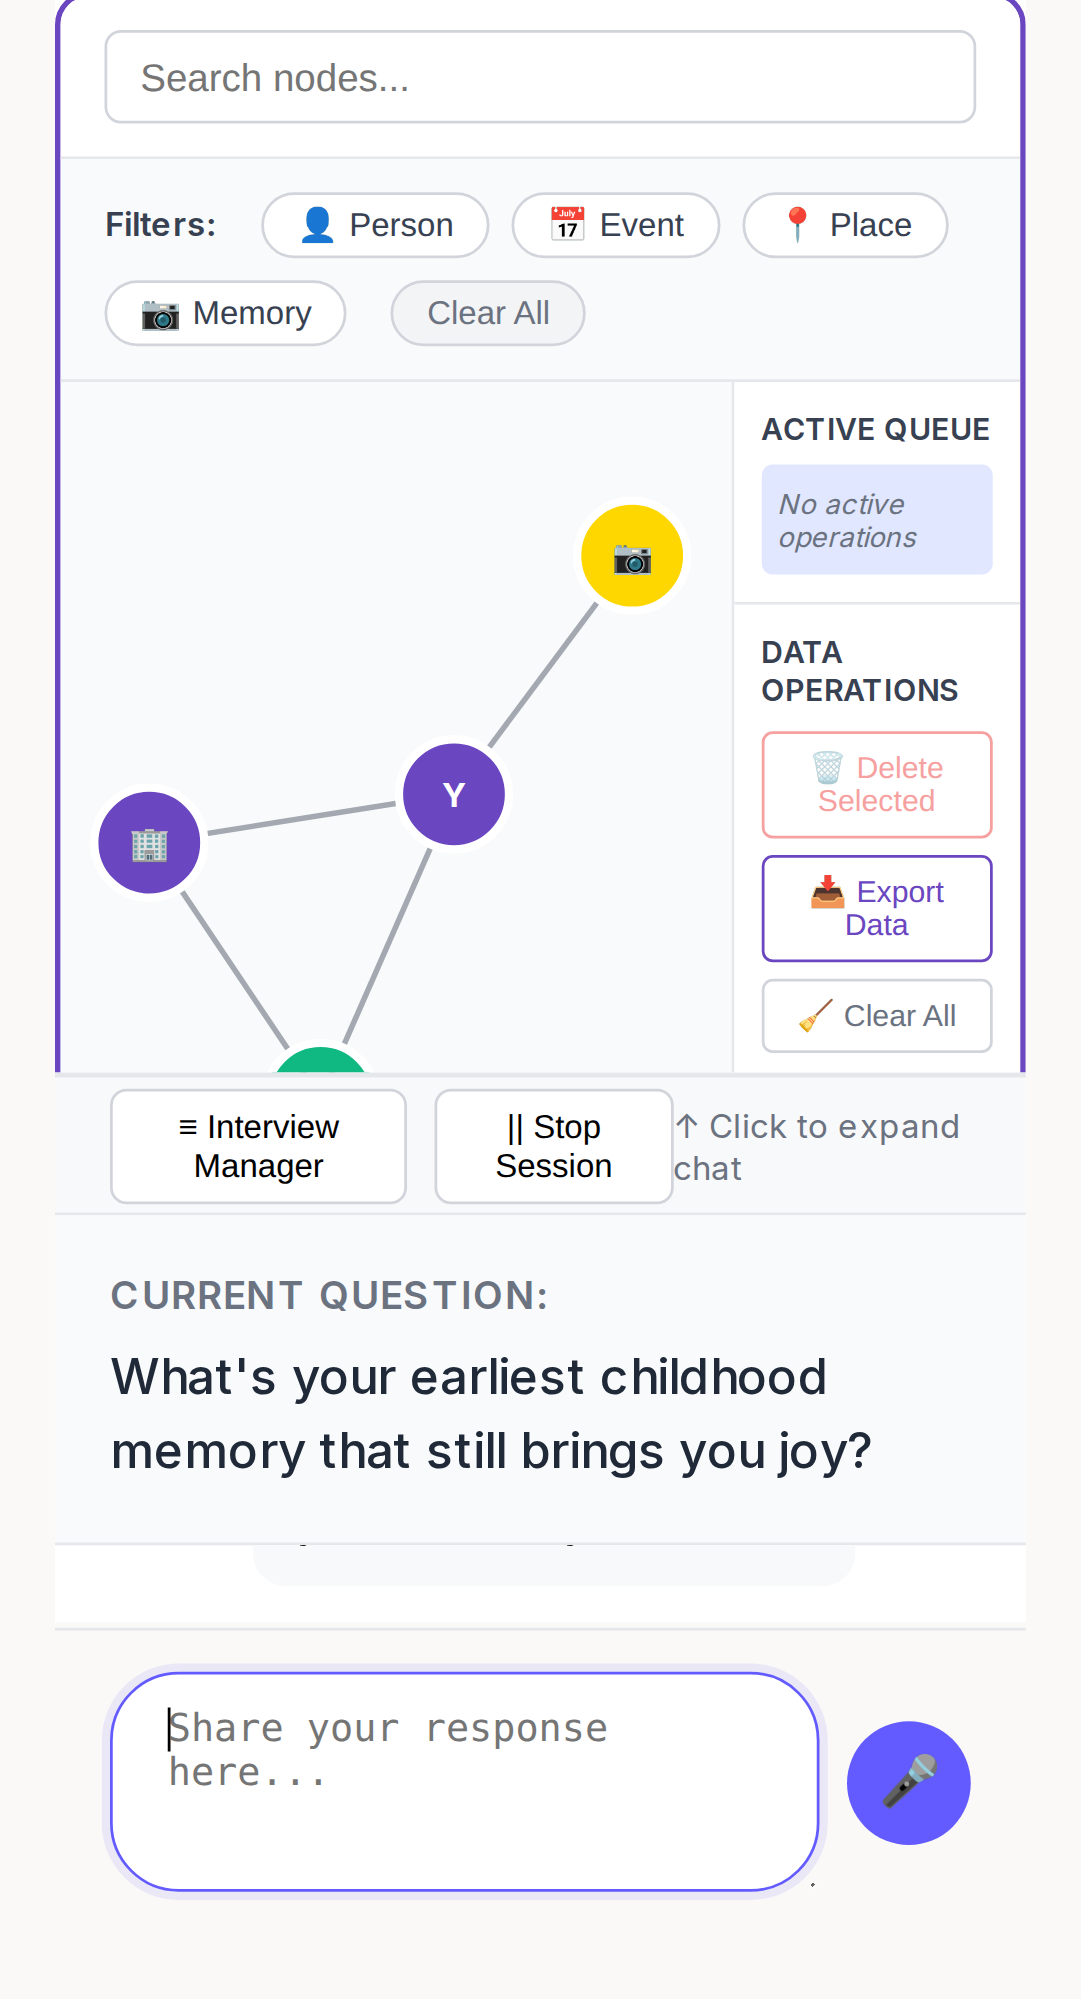 Search nodes...
Filters:
👤 Person
📅 Event
📍 Place
📷 Memory
Clear All
ACTIVE QUEUE
No active
operations
DATA
OPERATIONS
🗑️ Delete
Selected
📥 Export
Data
🧹 Clear All
Y
≡ Interview
Manager
|| Stop
Session
↑ Click to expand
chat
CURRENT QUESTION:
What's your earliest childhood
memory that still brings you joy?
Share your response
here...